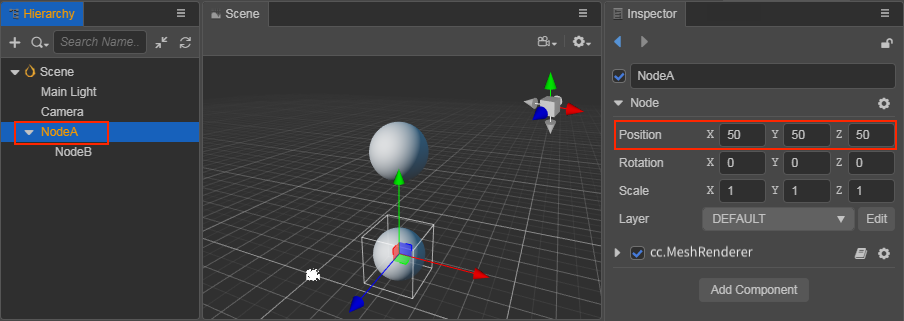 Hierarchy
Search Name..
Scene
Main Light
Camera
NodeA
NodeB
Scene
Inspector
NodeA
Node
Position X 50 Y 50 Z 50
Rotation X 0 Y 0 Z 0
Scale X 1 Y 1 Z 1
Layer DEFAULT Edit
cc.MeshRenderer
Add Component